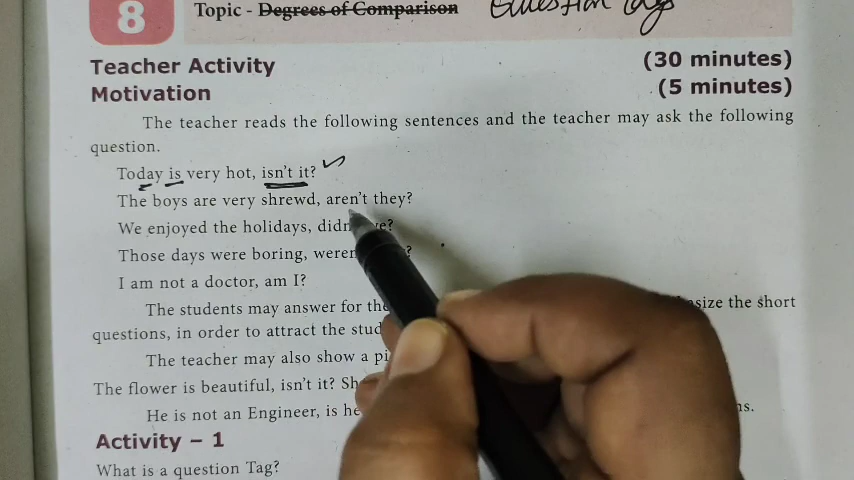 8
Topic - Degrees of Comparison Question Tags
Teacher Activity (30 minutes)
Motivation (5 minutes)
The teacher reads the following sentences and the teacher may ask the following
question.
Today is very hot, isn't it?
The boys are very shrewd, aren't they?
We enjoyed the holidays, didn
Those days were boring, weren
I am not a doctor, am I?
The students may answer for the short
questions, in order to attract the
The teacher may also show a
The flower is beautiful, isn't it?
He is not an Engineer, is he
Activity – 1
What is a question Tag?